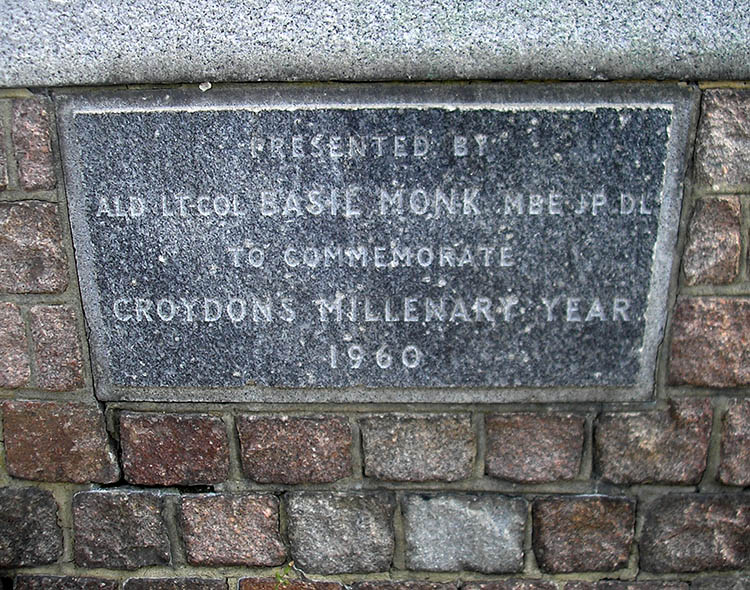 PRESENTED BY
ALD LT. COL BASIL MONK MBE JP. DL
TO COMMEMORATE
CROYDONS MILLENARY YEAR
1960